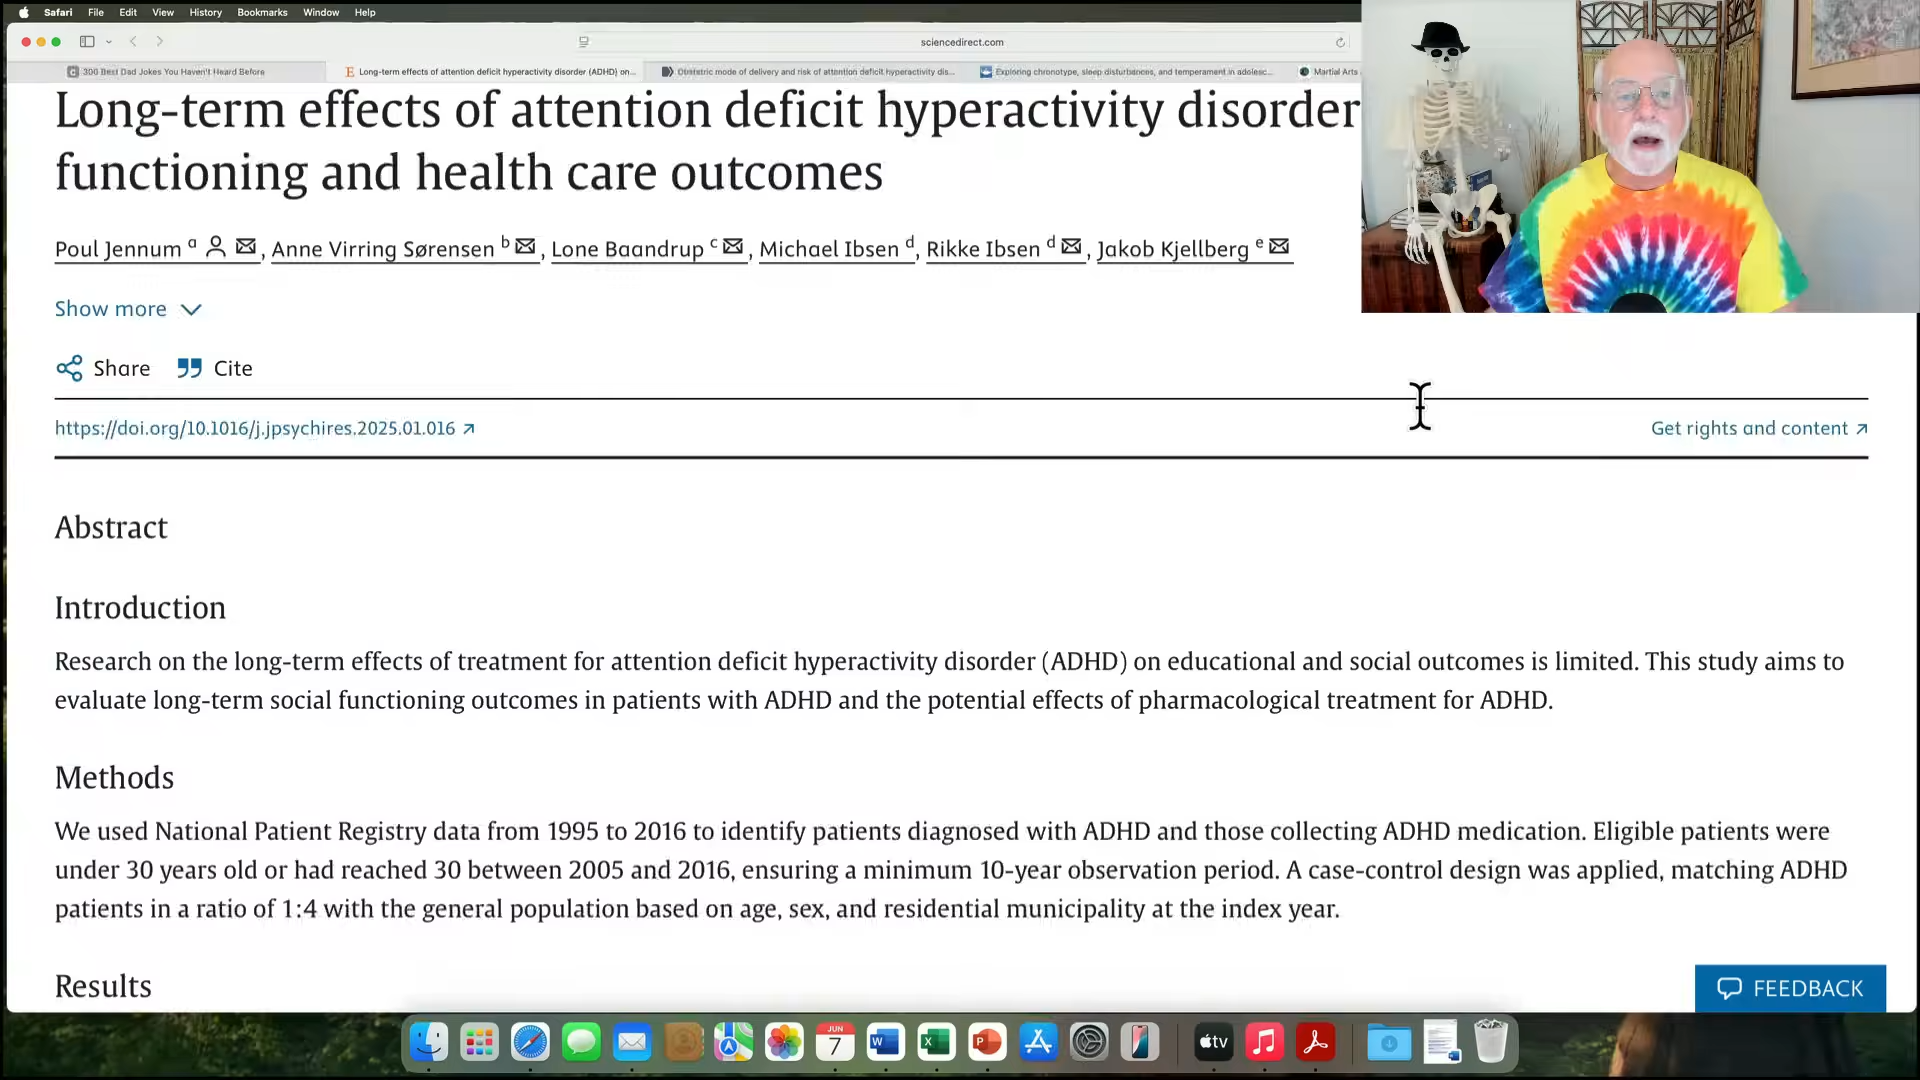 Safari File Edit View History Bookmarks Window Help
sciencedirect.com
300 Best Dad Jokes You Haven't Heard Before
Long-term effects of attention deficit hyperactivity disorder (ADHD) on...
Obstetric mode of delivery and risk of attention deficit hyperactivity dis...
Exploring chronotype, sleep disturbances, and temperament in adolesc...
Martial Arts
Long-term effects of attention deficit hyperactivity disorder
functioning and health care outcomes
Poul Jennum a, Anne Virring Sørensen b, Lone Baandrup c, Michael Ibsen d, Rikke Ibsen d, Jakob Kjellberg e
Show more
Share Cite
https://doi.org/10.1016/j.jpsychires.2025.01.016
Get rights and content
Abstract
Introduction
Research on the long-term effects of treatment for attention deficit hyperactivity disorder (ADHD) on educational and social outcomes is limited. This study aims to
evaluate long-term social functioning outcomes in patients with ADHD and the potential effects of pharmacological treatment for ADHD.
Methods
We used National Patient Registry data from 1995 to 2016 to identify patients diagnosed with ADHD and those collecting ADHD medication. Eligible patients were
under 30 years old or had reached 30 between 2005 and 2016, ensuring a minimum 10-year observation period. A case-control design was applied, matching ADHD
patients in a ratio of 1:4 with the general population based on age, sex, and residential municipality at the index year.
Results
FEEDBACK
JUN
7
W
X
P
tv